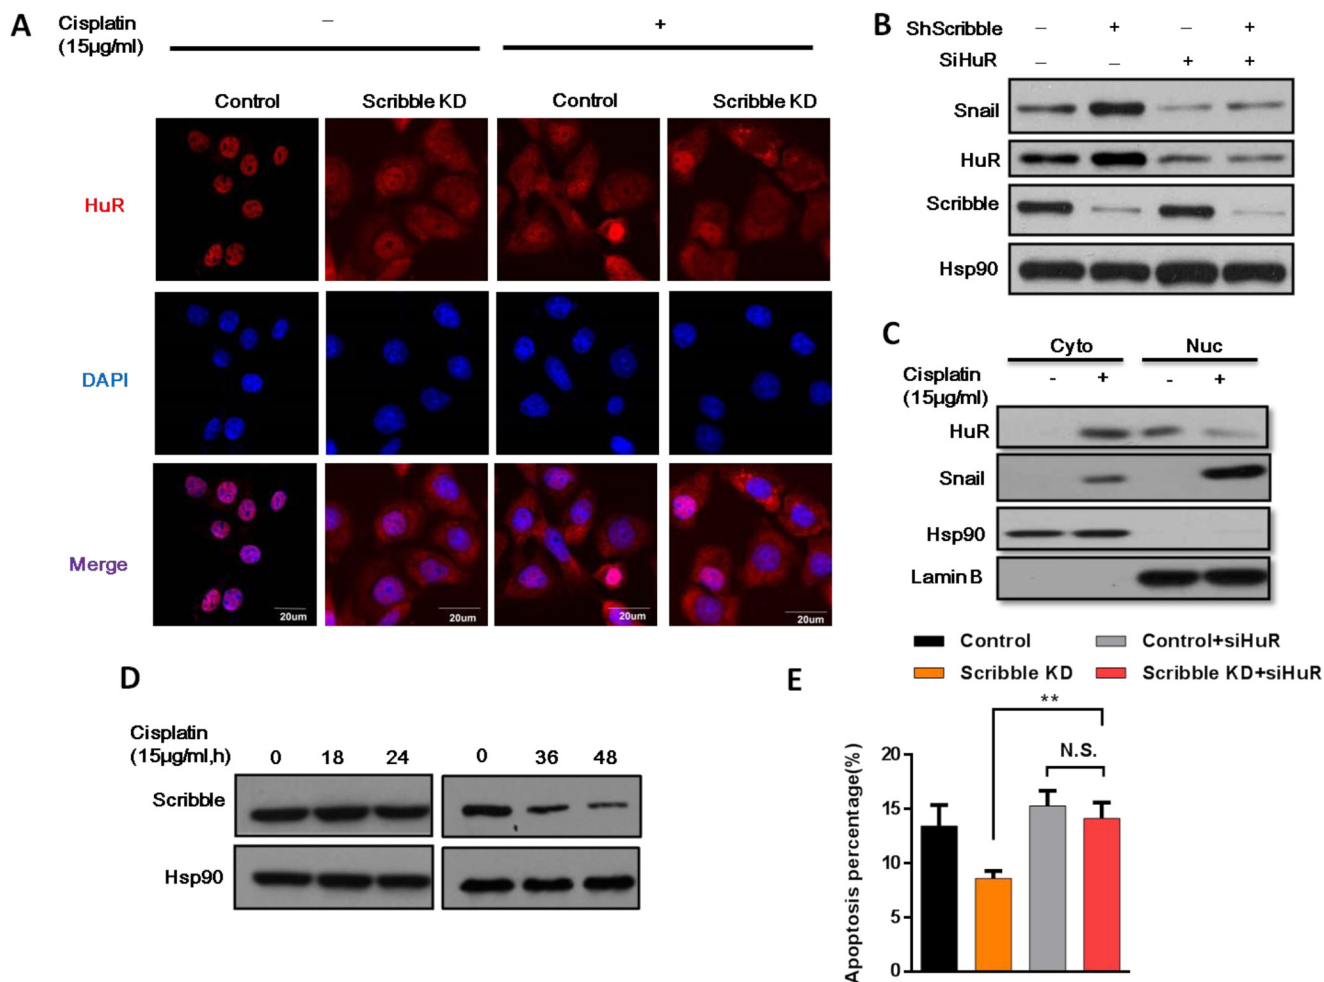 A
Cisplatin
(15µg/ml)
− +
Control Scribble KD Control Scribble KD
HuR
DAPI
Merge
20um 20um 20um 20um
B
ShScribble − + − +
SiHuR − − + +
Snail
HuR
Scribble
Hsp90
C
Cyto Nuc
Cisplatin
(15µg/ml)
- + - +
HuR
Snail
Hsp90
Lamin B
D
Cisplatin
(15µg/ml,h)
0 18 24 0 36 48
Scribble
Hsp90
E
Control Control+siHuR
Scribble KD Scribble KD+siHuR
**
N.S.
Apoptosis percentage(%)
20
15
10
5
0